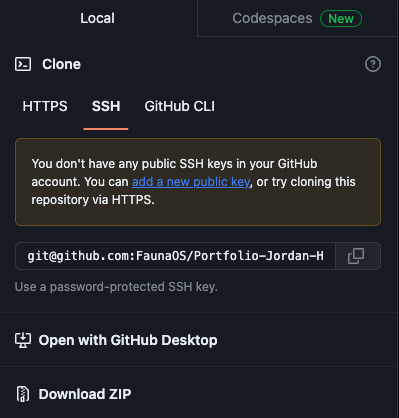 Local
Codespaces New
Clone
HTTPS SSH GitHub CLI
You don't have any public SSH keys in your GitHub
account. You can add a new public key, or try cloning this
repository via HTTPS.
git@github.com:FaunaOS/Portfolio-Jordan-H
Use a password-protected SSH key.
Open with GitHub Desktop
Download ZIP